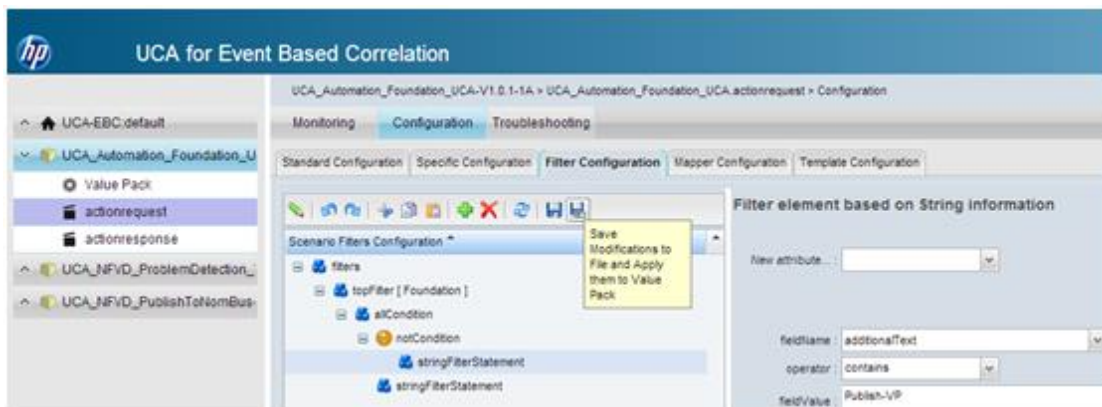 hp
UCA for Event Based Correlation
UCA_Automation_Foundation_UCA-V1.0.1-1A > UCA_Automation_Foundation_UCA.actionrequest > Configuration
UCA-EBC:default
Monitoring Configuration Troubleshooting
UCA_Automation_Foundation_U
Standard Configuration Specific Configuration Filter Configuration Mapper Configuration Template Configuration
Value Pack
actionrequest
actionresponse
UCA_NFVD_ProblemDetection_
UCA_NFVD_PublishToNomBus-
Scenario Filters Configuration
filters
topFilter [ Foundation ]
allCondition
notCondition
stringFilterStatement
stringFilterStatement
Save
Modifications to
File and Apply
them to Value
Pack
Filter element based on String information
New attribute... :
fieldName : additionalText
operator : contains
fieldValue : Publish-VP